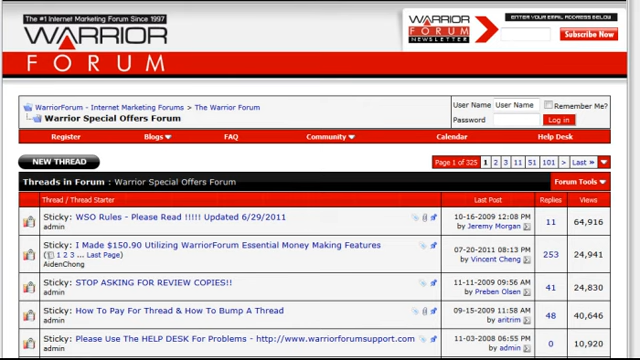 The #1 Internet Marketing Forum Since 1997
WARRIOR
FORUM
WARRIOR
FORUM
NEWSLETTER
ENTER YOUR EMAIL ADDRESS BELOW
Subscribe Now
WarriorForum - Internet Marketing Forums > The Warrior Forum
Warrior Special Offers Forum
User Name User Name Remember Me?
Password Log in
Register Blogs FAQ Community Calendar Help Desk
NEW THREAD
Page 1 of 325 1 2 3 11 51 101 > Last »
Threads in Forum : Warrior Special Offers Forum Forum Tools
Thread / Thread Starter Last Post Replies Views
Sticky: WSO Rules - Please Read !!!!! Updated 6/29/2011
admin
10-16-2009 12:08 PM
by Jeremy Morgan
11 64,916
Sticky: I Made $150.90 Utilizing WarriorForum Essential Money Making Features
( 1 2 3 ... Last Page)
AidenChong
07-20-2011 08:13 PM
by Vincent Cheng
253 24,941
Sticky: STOP ASKING FOR REVIEW COPIES!!
admin
11-11-2009 09:56 AM
by Preben Olsen
41 24,830
Sticky: How To Pay For Thread & How To Bump A Thread
admin
09-15-2009 11:58 AM
by aritrim
48 40,646
Sticky: Please Use The HELP DESK For Problems - http://www.warriorforumsupport.com
admin
11-03-2008 06:55 PM
by admin
0 10,920